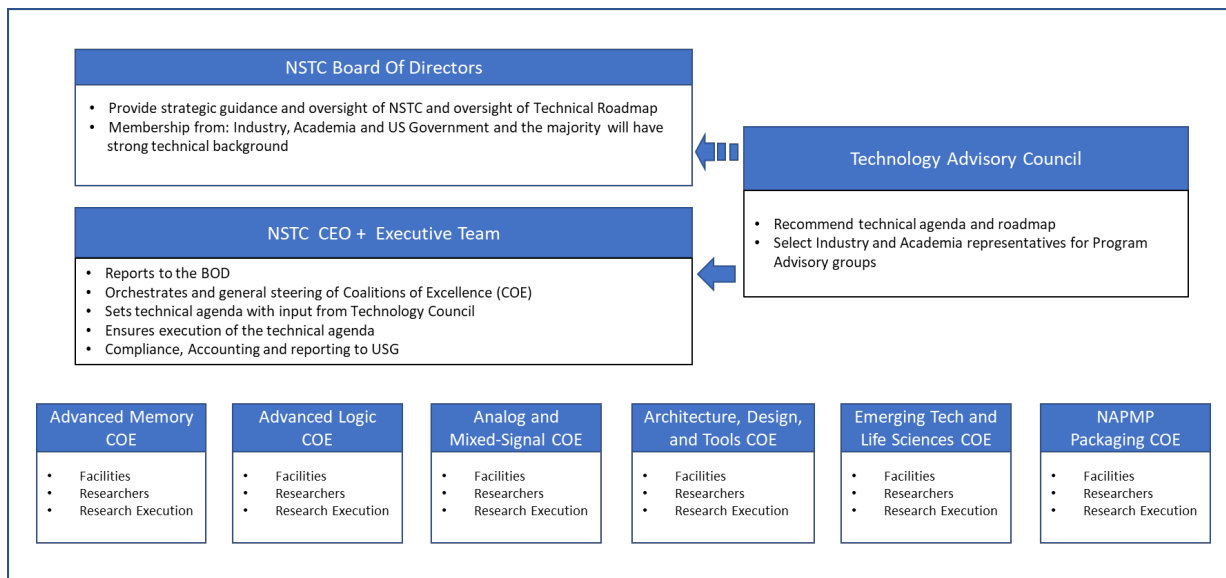 NSTC Board Of Directors
• Provide strategic guidance and oversight of NSTC and oversight of Technical Roadmap
• Membership from: Industry, Academia and US Government and the majority will have
strong technical background
Technology Advisory Council
• Recommend technical agenda and roadmap
• Select Industry and Academia representatives for Program
Advisory groups
NSTC CEO + Executive Team
• Reports to the BOD
• Orchestrates and general steering of Coalitions of Excellence (COE)
• Sets technical agenda with input from Technology Council
• Ensures execution of the technical agenda
• Compliance, Accounting and reporting to USG
Advanced Memory
COE
• Facilities
• Researchers
• Research Execution
Advanced Logic
COE
• Facilities
• Researchers
• Research Execution
Analog and
Mixed-Signal COE
• Facilities
• Researchers
• Research Execution
Architecture, Design,
and Tools COE
• Facilities
• Researchers
• Research Execution
Emerging Tech and
Life Sciences COE
• Facilities
• Researchers
• Research Execution
NAPMP
Packaging COE
• Facilities
• Researchers
• Research Execution